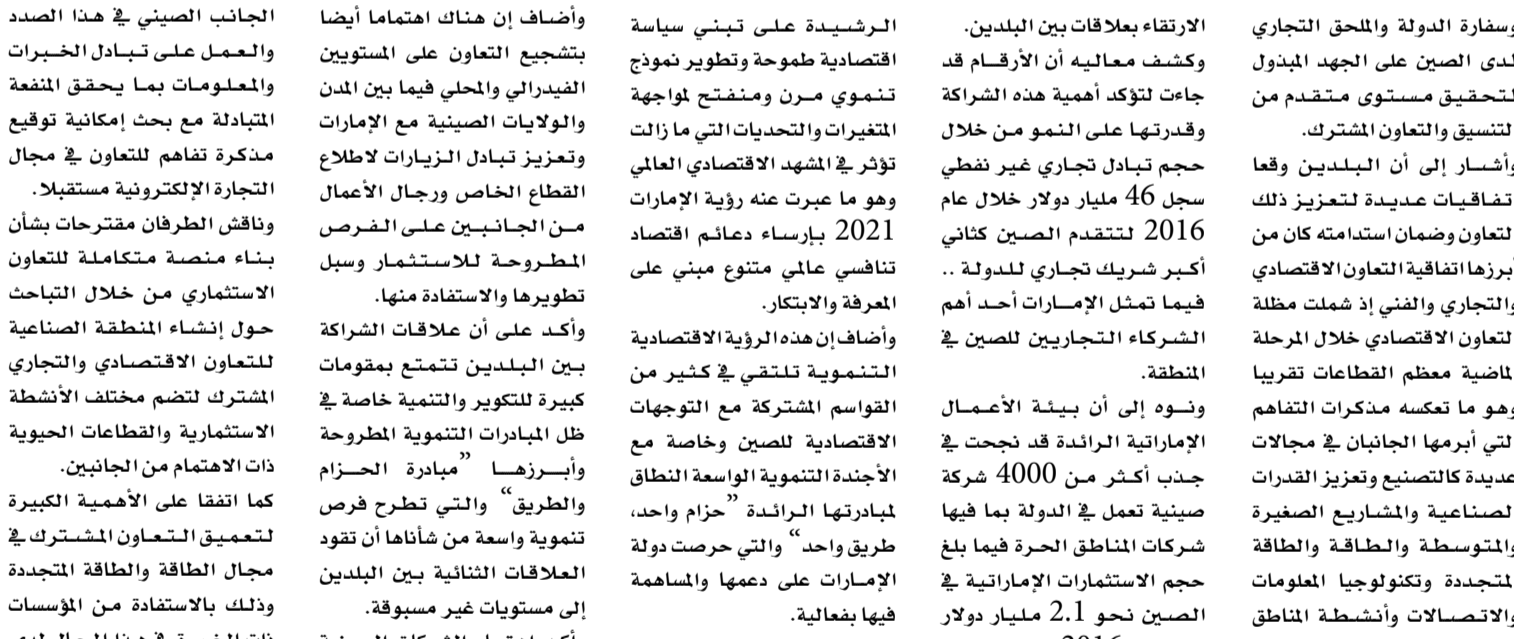 وسفارة الدولة والملحق التجاري
لدى الصين على الجهد المبذول
لتحقيق مستوى متقدم من
لتنسيق والتعاون المشترك.
وأشار إلى أن البلدين وقعا
تفاقيات عديدة لتعزيز ذلك
لتعاون وضمان استدامته كان من
أبرزها اتفاقية التعاون الاقتصادي
والتجاري والفني إذ شملت مظلة
لتعاون الاقتصادي خلال المرحلة
لماضية معظم القطاعات تقريبا
وهو ما تعكسه مذكرات التفاهم
لتي أبرمها الجانبان في مجالات
عديدة كالتصنيع وتعزيز القدرات
لصناعية والمشاريع الصغيرة
والمتوسطة والطاقة والطاقة
لمتجددة وتكنولوجيا المعلومات
والاتصالات وأنشطة المناطق
الارتقاء بعلاقات بين البلدين.
وكشف معاليه أن الأرقام قد
جاءت لتؤكد أهمية هذه الشراكة
وقدرتها على النمو من خلال
حجم تبادل تجاري غير نفطي
سجل 46 مليار دولار خلال عام
2016 لتتقدم الصين كثاني
أكبر شريك تجاري للدولة ..
فيما تمثل الإمارات أحد أهم
الشركاء التجاريين للصين في
المنطقة.
ونوه إلى أن بيئة الأعمال
الإماراتية الرائدة قد نجحت في
جذب أكثر من 4000 شركة
صينية تعمل في الدولة بما فيها
شركات المناطق الحرة فيما بلغ
حجم الاستثمارات الإماراتية في
الصين نحو 2.1 مليار دولار
2016
الرشيدة على تبني سياسة
اقتصادية طموحة وتطوير نموذج
تنموي مرن ومنفتح لمواجهة
المتغيرات والتحديات التي ما زالت
تؤثر في المشهد الاقتصادي العالمي
وهو ما عبرت عنه رؤية الإمارات
2021 بإرساء دعائم اقتصاد
تنافسي عالمي متنوع مبني على
المعرفة والابتكار.
وأضاف إن هذه الرؤية الاقتصادية
التنموية تلتقي في كثير من
القواسم المشتركة مع التوجهات
الاقتصادية للصين وخاصة مع
الأجندة التنموية الواسعة النطاق
لمبادرتها الرائدة ”حزام واحد،
طريق واحد“ والتي حرصت دولة
الإمارات على دعمها والمساهمة
فيها بفعالية.
وأضاف إن هناك اهتماما أيضا
بتشجيع التعاون على المستويين
الفيدرالي والمحلي فيما بين المدن
والولايات الصينية مع الإمارات
وتعزيز تبادل الزيارات لاطلاع
القطاع الخاص ورجال الأعمال
من الجانبين على الفرص
المطروحة للاستثمار وسبل
تطويرها والاستفادة منها.
وأكد على أن علاقات الشراكة
بين البلدين تتمتع بمقومات
كبيرة للتكوير والتنمية خاصة في
ظل المبادرات التنموية المطروحة
وأبرزها ”مبادرة الحزام
والطريق“ والتي تطرح فرص
تنموية واسعة من شأناها أن تقود
العلاقات الثنائية بين البلدين
إلى مستويات غير مسبوقة.
الجانب الصيني في هذا الصدد
والعمل على تبادل الخبرات
والمعلومات بما يحقق المنفعة
المتبادلة مع بحث إمكانية توقيع
مذكرة تفاهم للتعاون في مجال
التجارة الإلكترونية مستقبلا.
وناقش الطرفان مقترحات بشأن
بناء منصة متكاملة للتعاون
الاستثماري من خلال التباحث
حول إنشاء المنطقة الصناعية
للتعاون الاقتصادي والتجاري
المشترك لتضم مختلف الأنشطة
الاستثمارية والقطاعات الحيوية
ذات الاهتمام من الجانبين.
كما اتفقا على الأهمية الكبيرة
لتعميق التعاون المشترك في
مجال الطاقة والطاقة المتجددة
وذلك بالاستفادة من المؤسسات